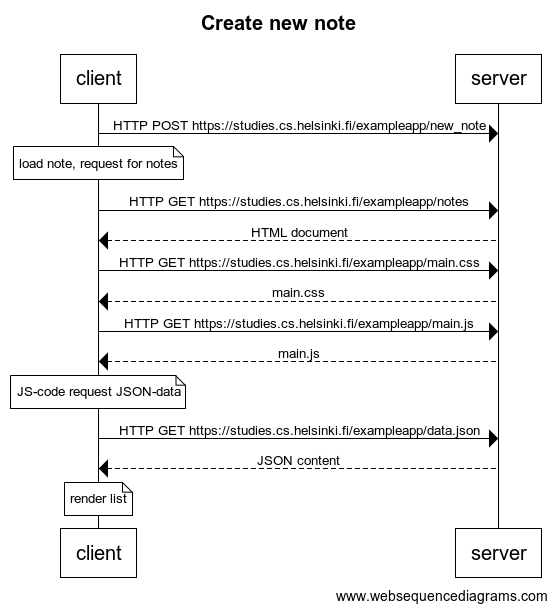 Create new note
client
server
HTTP POST https://studies.cs.helsinki.fi/exampleapp/new_note
load note, request for notes
HTTP GET https://studies.cs.helsinki.fi/exampleapp/notes
HTML document
HTTP GET https://studies.cs.helsinki.fi/exampleapp/main.css
main.css
HTTP GET https://studies.cs.helsinki.fi/exampleapp/main.js
main.js
JS-code request JSON-data
HTTP GET https://studies.cs.helsinki.fi/exampleapp/data.json
JSON content
render list
client
server
www.websequencediagrams.com